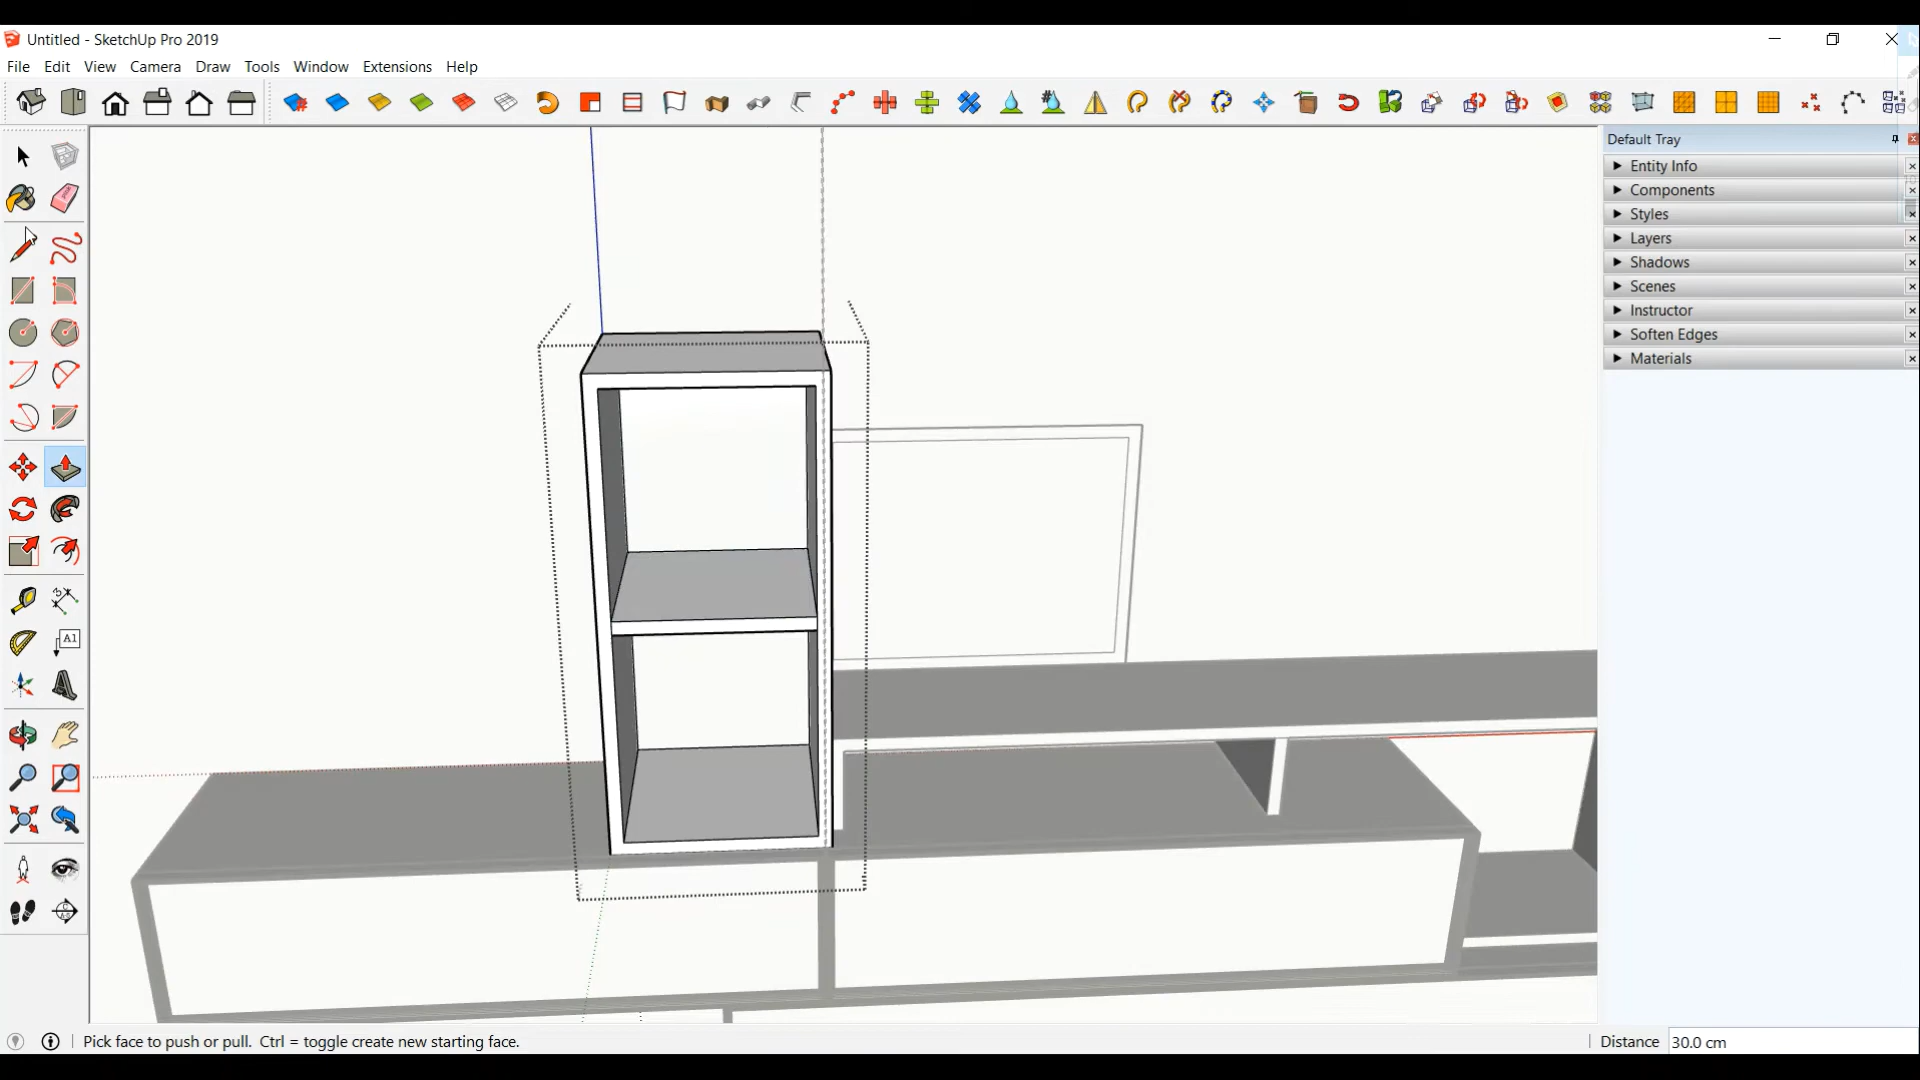 Untitled - SketchUp Pro 2019
File Edit View Camera Draw Tools Window Extensions Help
Default Tray
Entity Info
Components
Styles
Layers
Shadows
Scenes
Instructor
Soften Edges
Materials
A1
Pick face to push or pull. Ctrl = toggle create new starting face.
Distance 30.0 cm